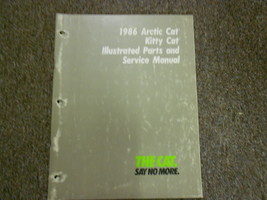 1986 Arctic Cat
Kitty Cat
Illustrated Parts and
Service Manual
THE CAT.
SAY NO MORE.